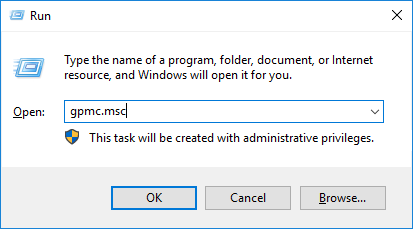 Run
Type the name of a program, folder, document, or Internet
resource, and Windows will open it for you.
Open: gpmc.msc
This task will be created with administrative privileges.
OK Cancel Browse...